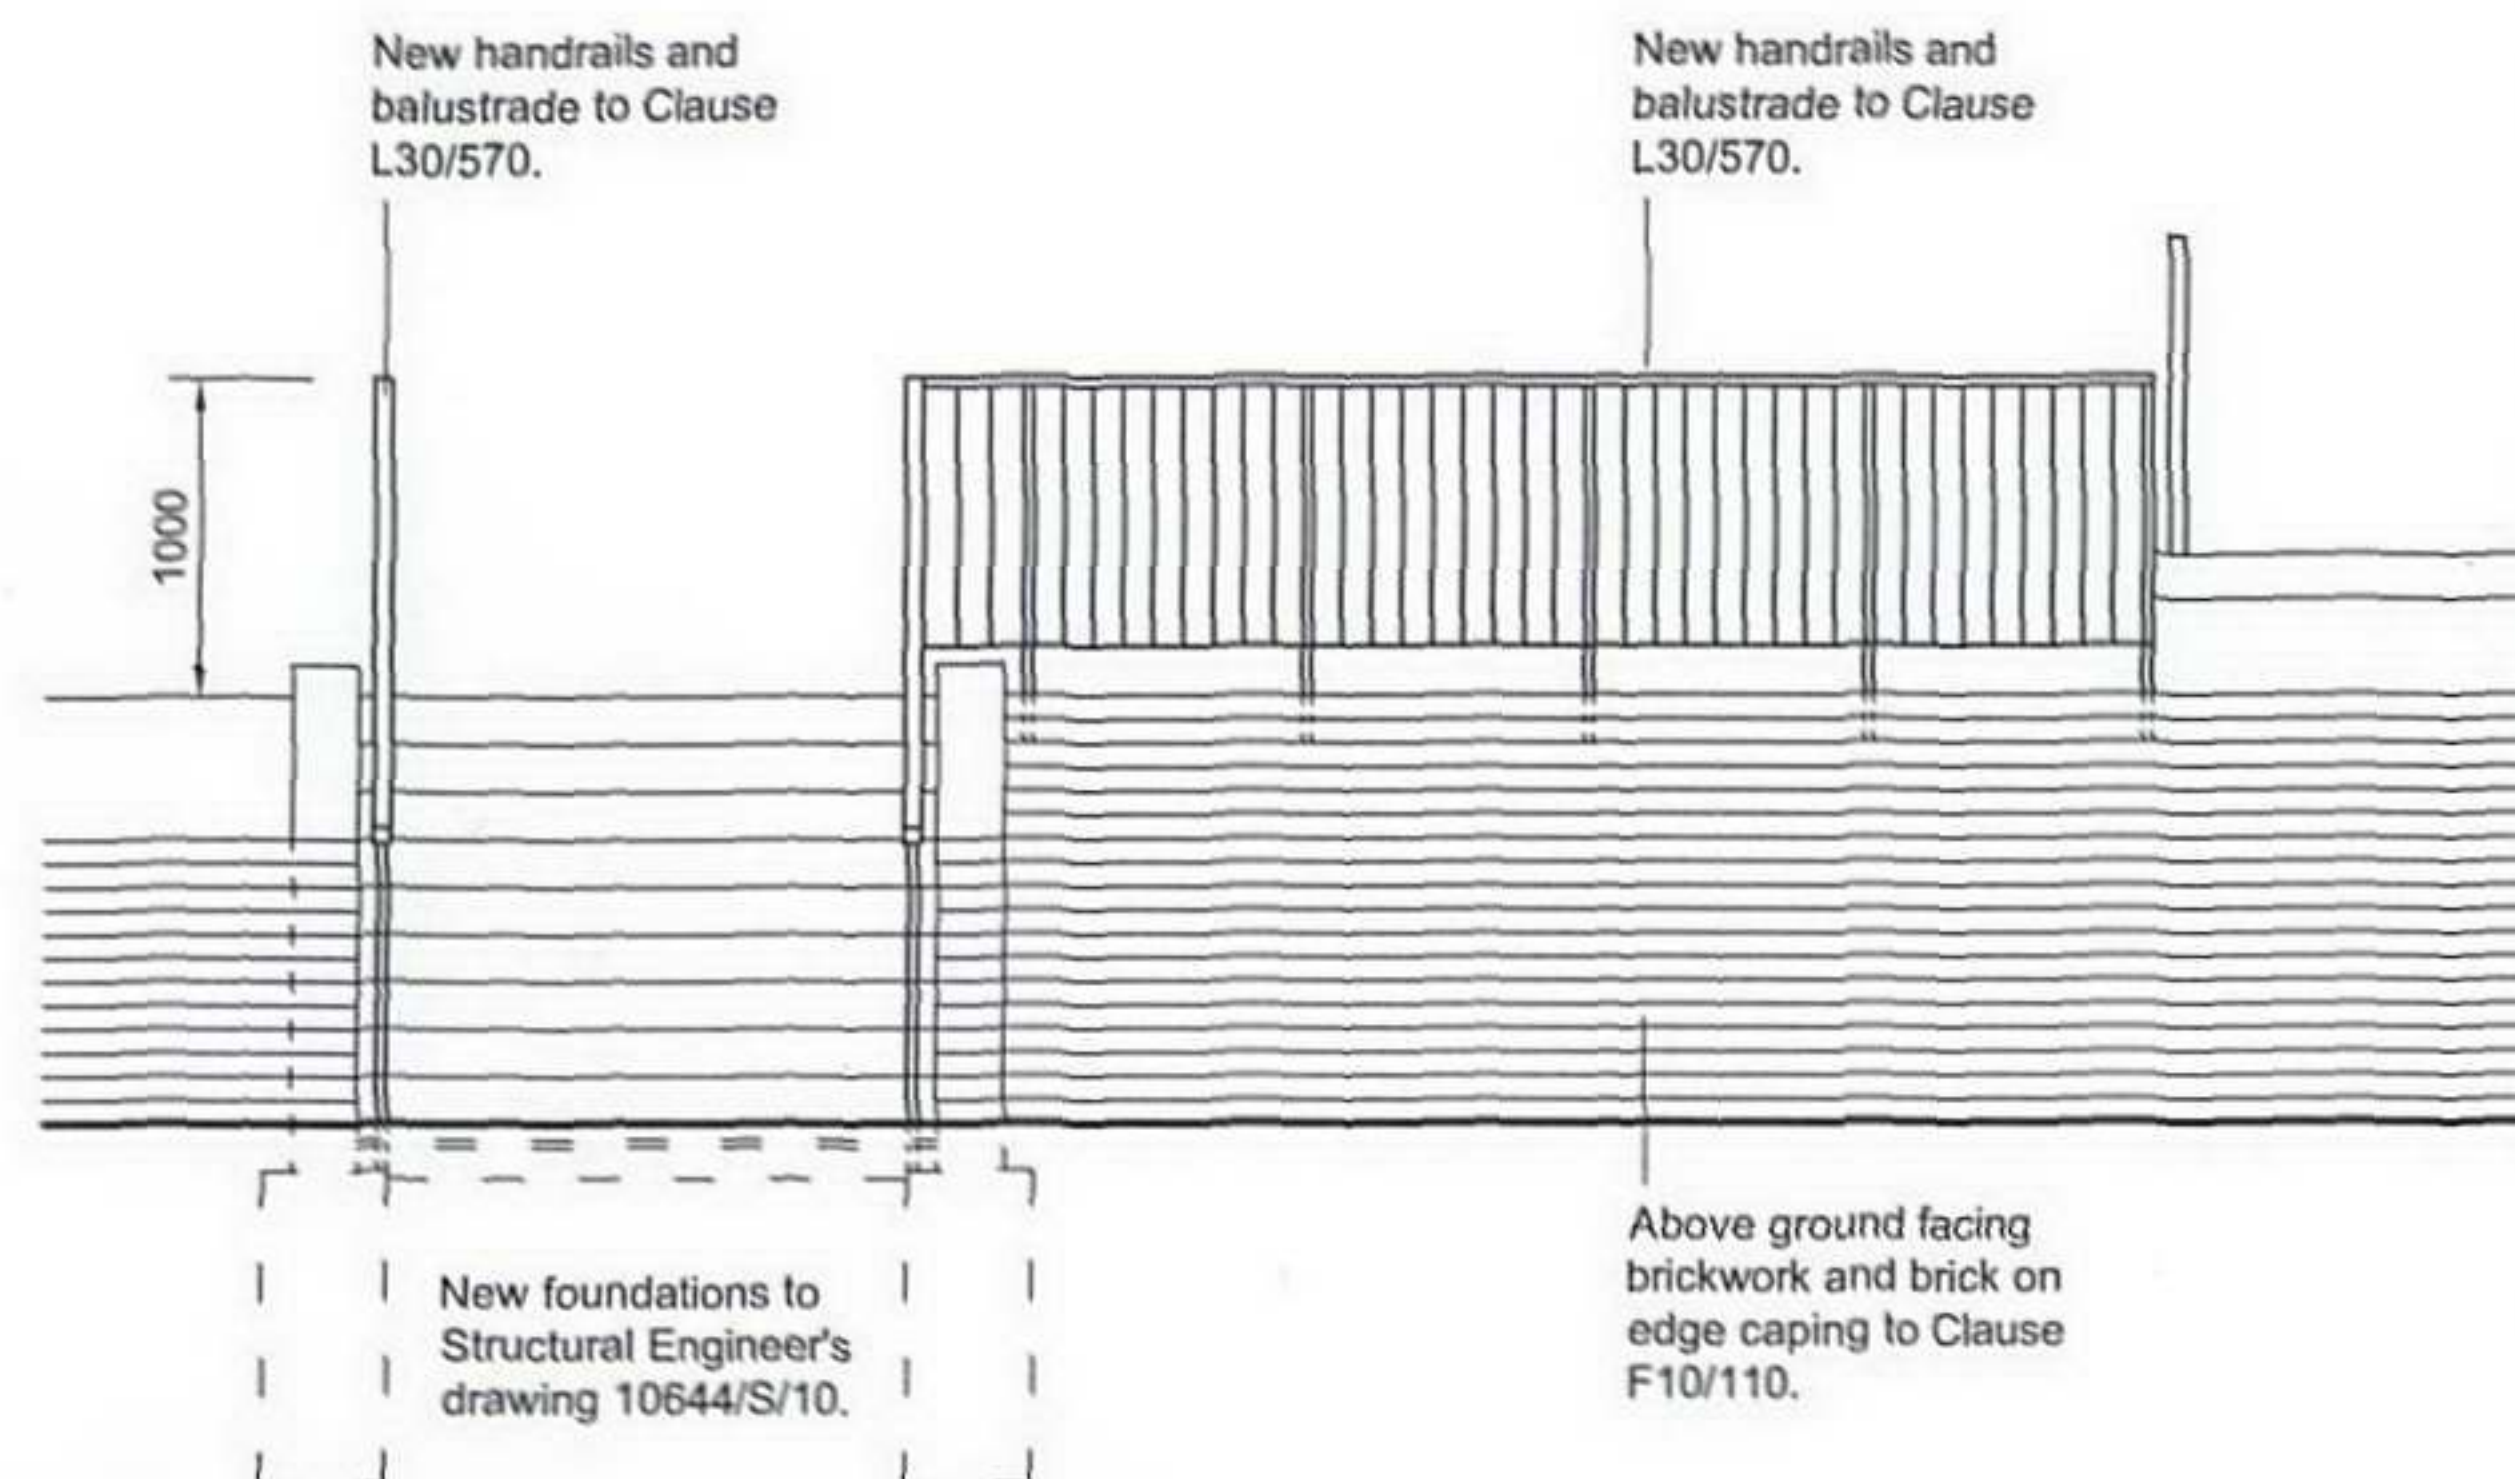 New handrails and
balustrade to Clause
L30/570.
New handrails and
balustrade to Clause
L30/570.
1000
New foundations to
Structural Engineer's
drawing 10644/S/10.
Above ground facing
brickwork and brick on
edge caping to Clause
F10/110.